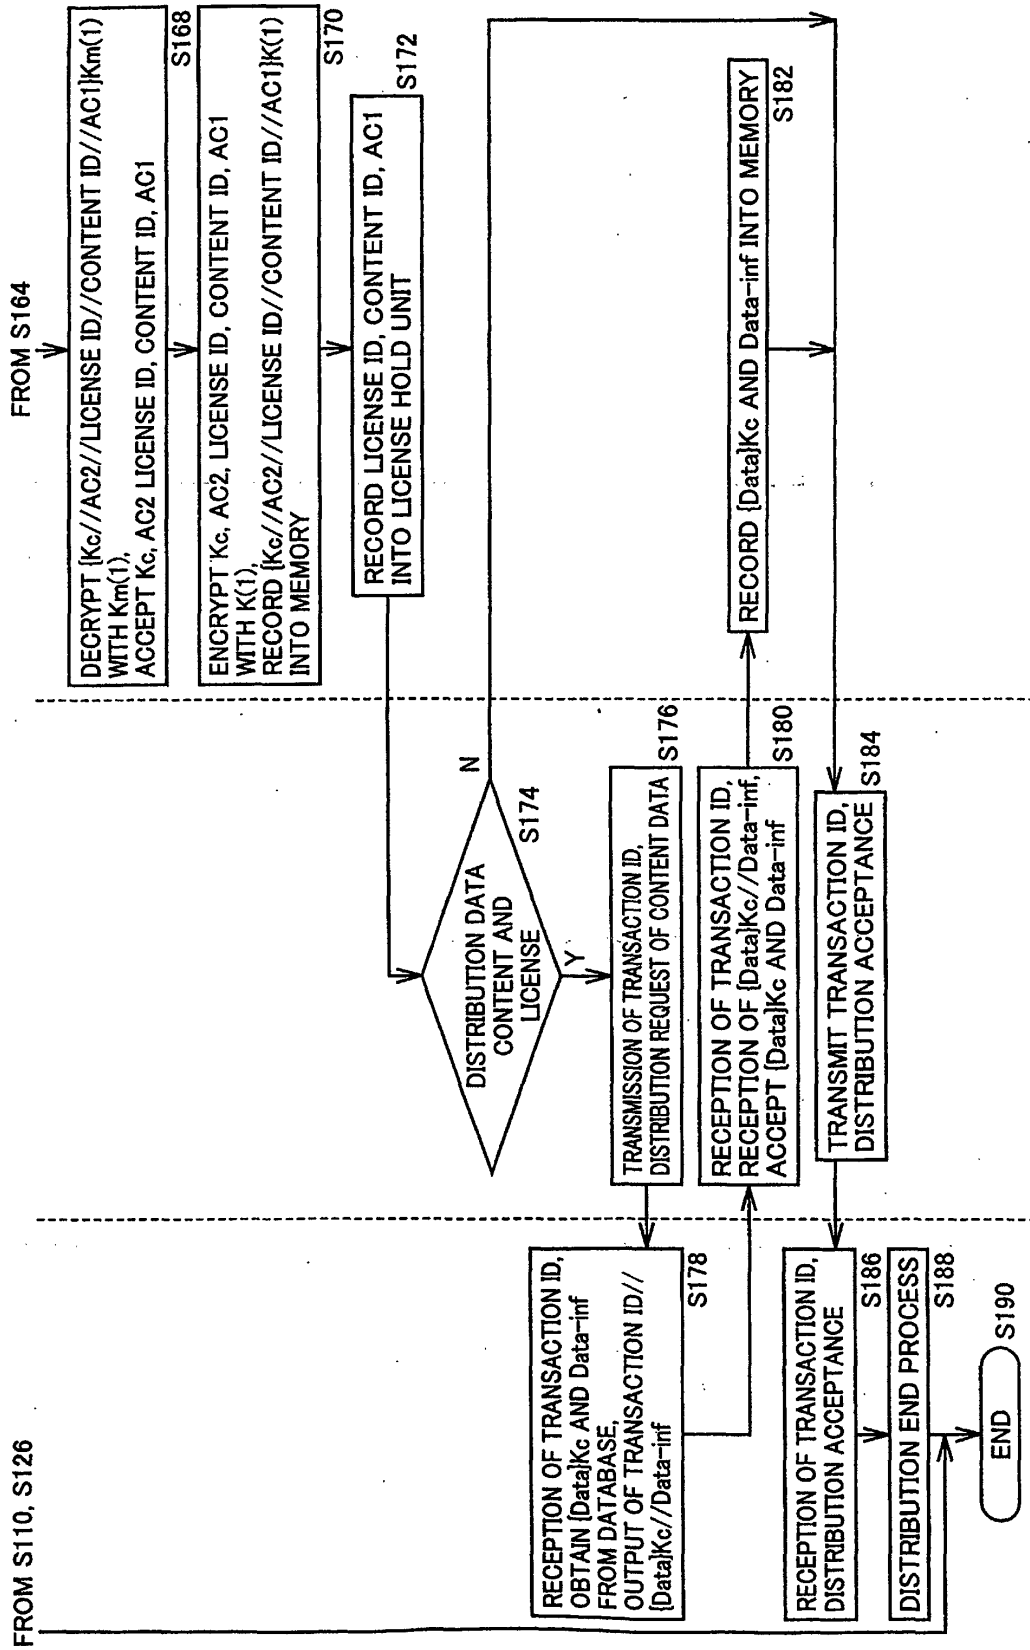 FROM S110, S126
FROM S164
DECRYPT {Kc//AC2//LICENSE ID//CONTENT ID//AC1}Km(1)
WITH Km(1),
ACCEPT Kc, AC2 LICENSE ID, CONTENT ID, AC1
S168
ENCRYPT Kc, AC2, LICENSE ID, CONTENT ID, AC1
WITH K(1),
RECORD {Kc//AC2//LICENSE ID//CONTENT ID//AC1}K(1)
INTO MEMORY
S170
RECORD LICENSE ID, CONTENT ID, AC1
INTO LICENSE HOLD UNIT
S172
DISTRIBUTION DATA
CONTENT AND
LICENSE
S174
N
Y
TRANSMISSION OF TRANSACTION ID,
DISTRIBUTION REQUEST OF CONTENT DATA
S176
RECEPTION OF TRANSACTION ID,
OBTAIN {Data}Kc AND Data-inf
FROM DATABASE,
OUTPUT OF TRANSACTION ID//
{Data}Kc//Data-inf
S178
RECEPTION OF TRANSACTION ID,
RECEPTION OF {Data}Kc//Data-inf,
ACCEPT {Data}Kc AND Data-inf
S180
RECORD {Data}Kc AND Data-inf INTO MEMORY
S182
TRANSMIT TRANSACTION ID,
DISTRIBUTION ACCEPTANCE
S184
RECEPTION OF TRANSACTION ID,
DISTRIBUTION ACCEPTANCE
S186
DISTRIBUTION END PROCESS
S188
END
S190